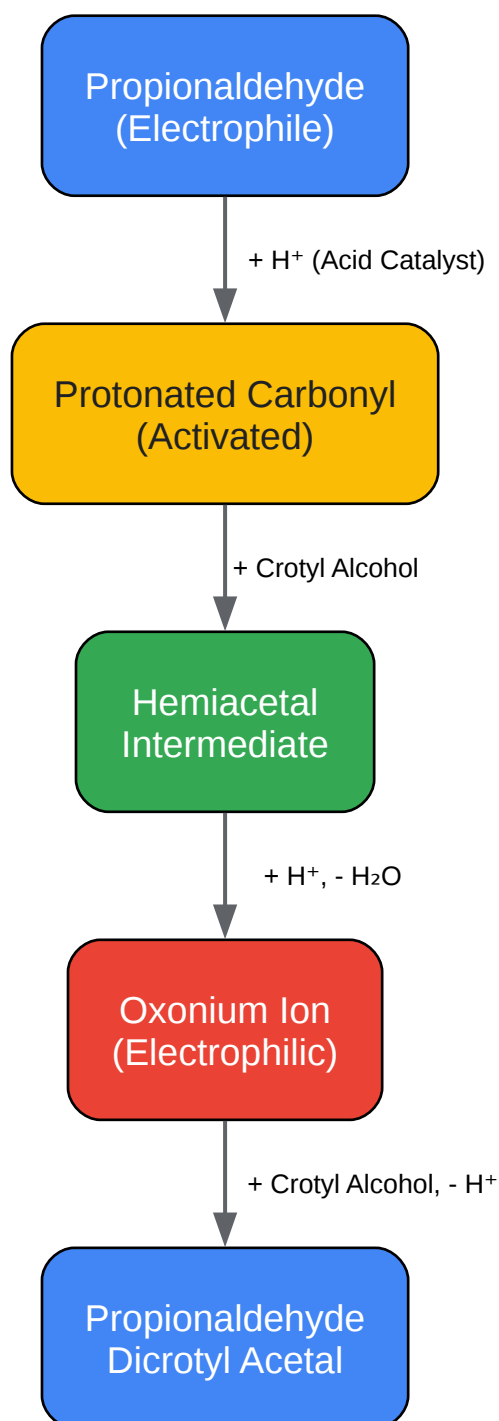 Propionaldehyde
(Electrophile)
+ H⁺ (Acid Catalyst)
Protonated Carbonyl
(Activated)
+ Crotyl Alcohol
Hemiacetal
Intermediate
+ H⁺, - H₂O
Oxonium Ion
(Electrophilic)
+ Crotyl Alcohol, - H⁺
Propionaldehyde
Dicrotyl Acetal